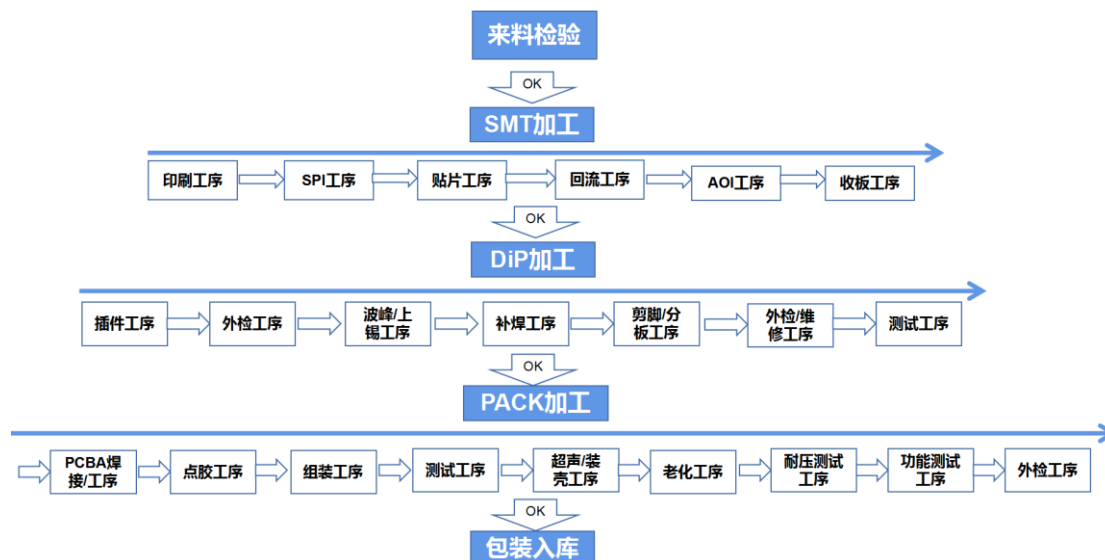 来料检验
OK
SMT加工
印刷工序
SPI工序
贴片工序
回流工序
AOI工序
收板工序
OK
DiP加工
插件工序
外检工序
波峰/上
锡工序
补焊工序
剪脚/分
板工序
外检/维
修工序
测试工序
OK
PACK加工
PCBA焊
接/工序
点胶工序
组装工序
测试工序
超声/装
壳工序
老化工序
耐压测试
工序
功能测试
工序
外检工序
OK
包装入库